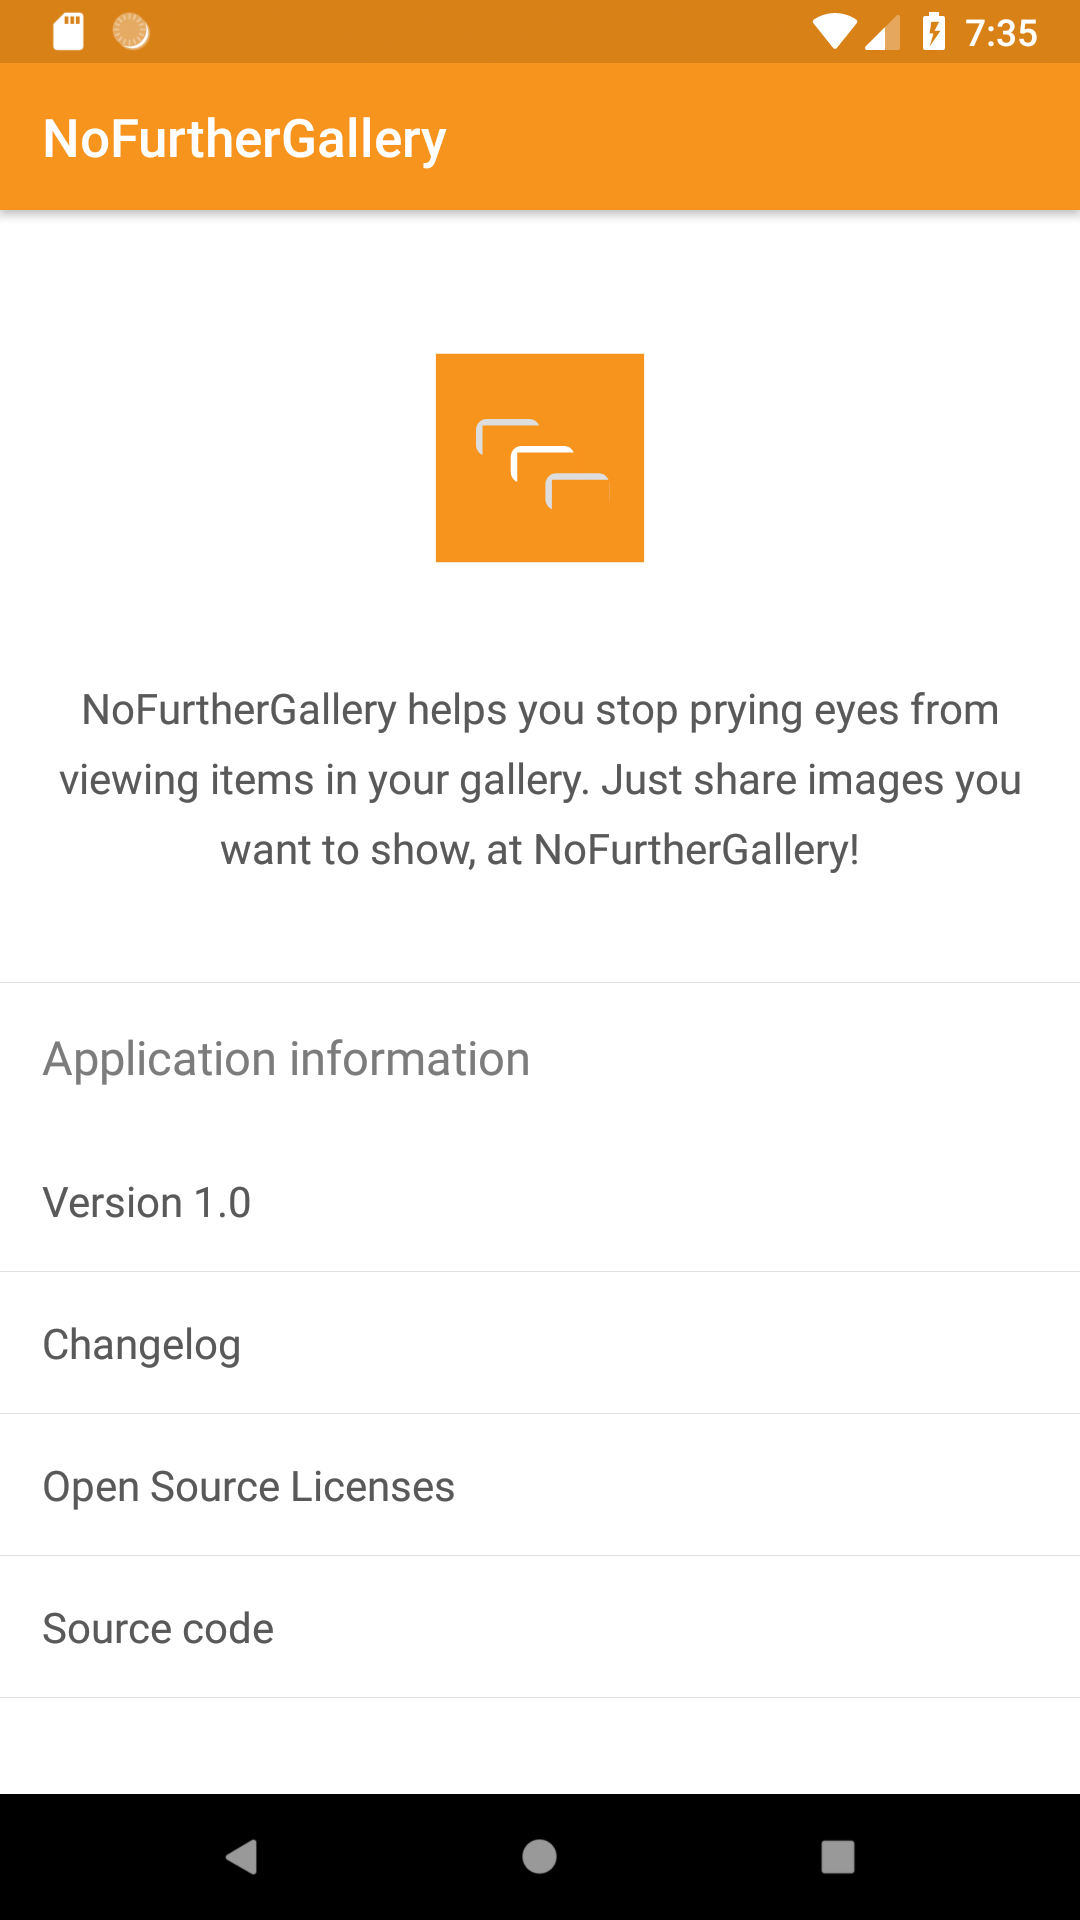 7:35
NoFurtherGallery
NoFurtherGallery helps you stop prying eyes from
viewing items in your gallery. Just share images you
want to show, at NoFurtherGallery!
Application information
Version 1.0
Changelog
Open Source Licenses
Source code